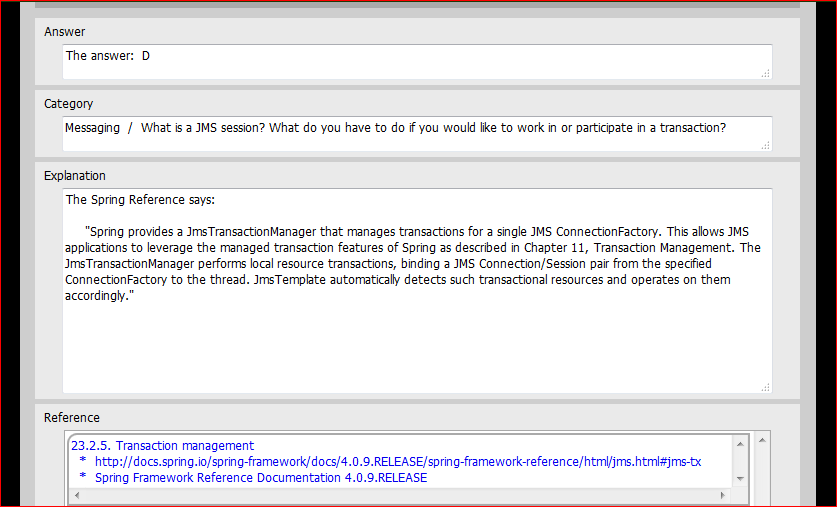 Answer
The answer:  D
Category
Messaging  /  What is a JMS session? What do you have to do if you would like to work in or participate in a transaction?
Explanation
The Spring Reference says:
"Spring provides a JmsTransactionManager that manages transactions for a single JMS ConnectionFactory. This allows JMS
applications to leverage the managed transaction features of Spring as described in Chapter 11, Transaction Management. The
JmsTransactionManager performs local resource transactions, binding a JMS Connection/Session pair from the specified
ConnectionFactory to the thread. JmsTemplate automatically detects such transactional resources and operates on them
accordingly."
Reference
23.2.5. Transaction management
*  http://docs.spring.io/spring-framework/docs/4.0.9.RELEASE/spring-framework-reference/html/jms.html#jms-tx
*  Spring Framework Reference Documentation 4.0.9.RELEASE